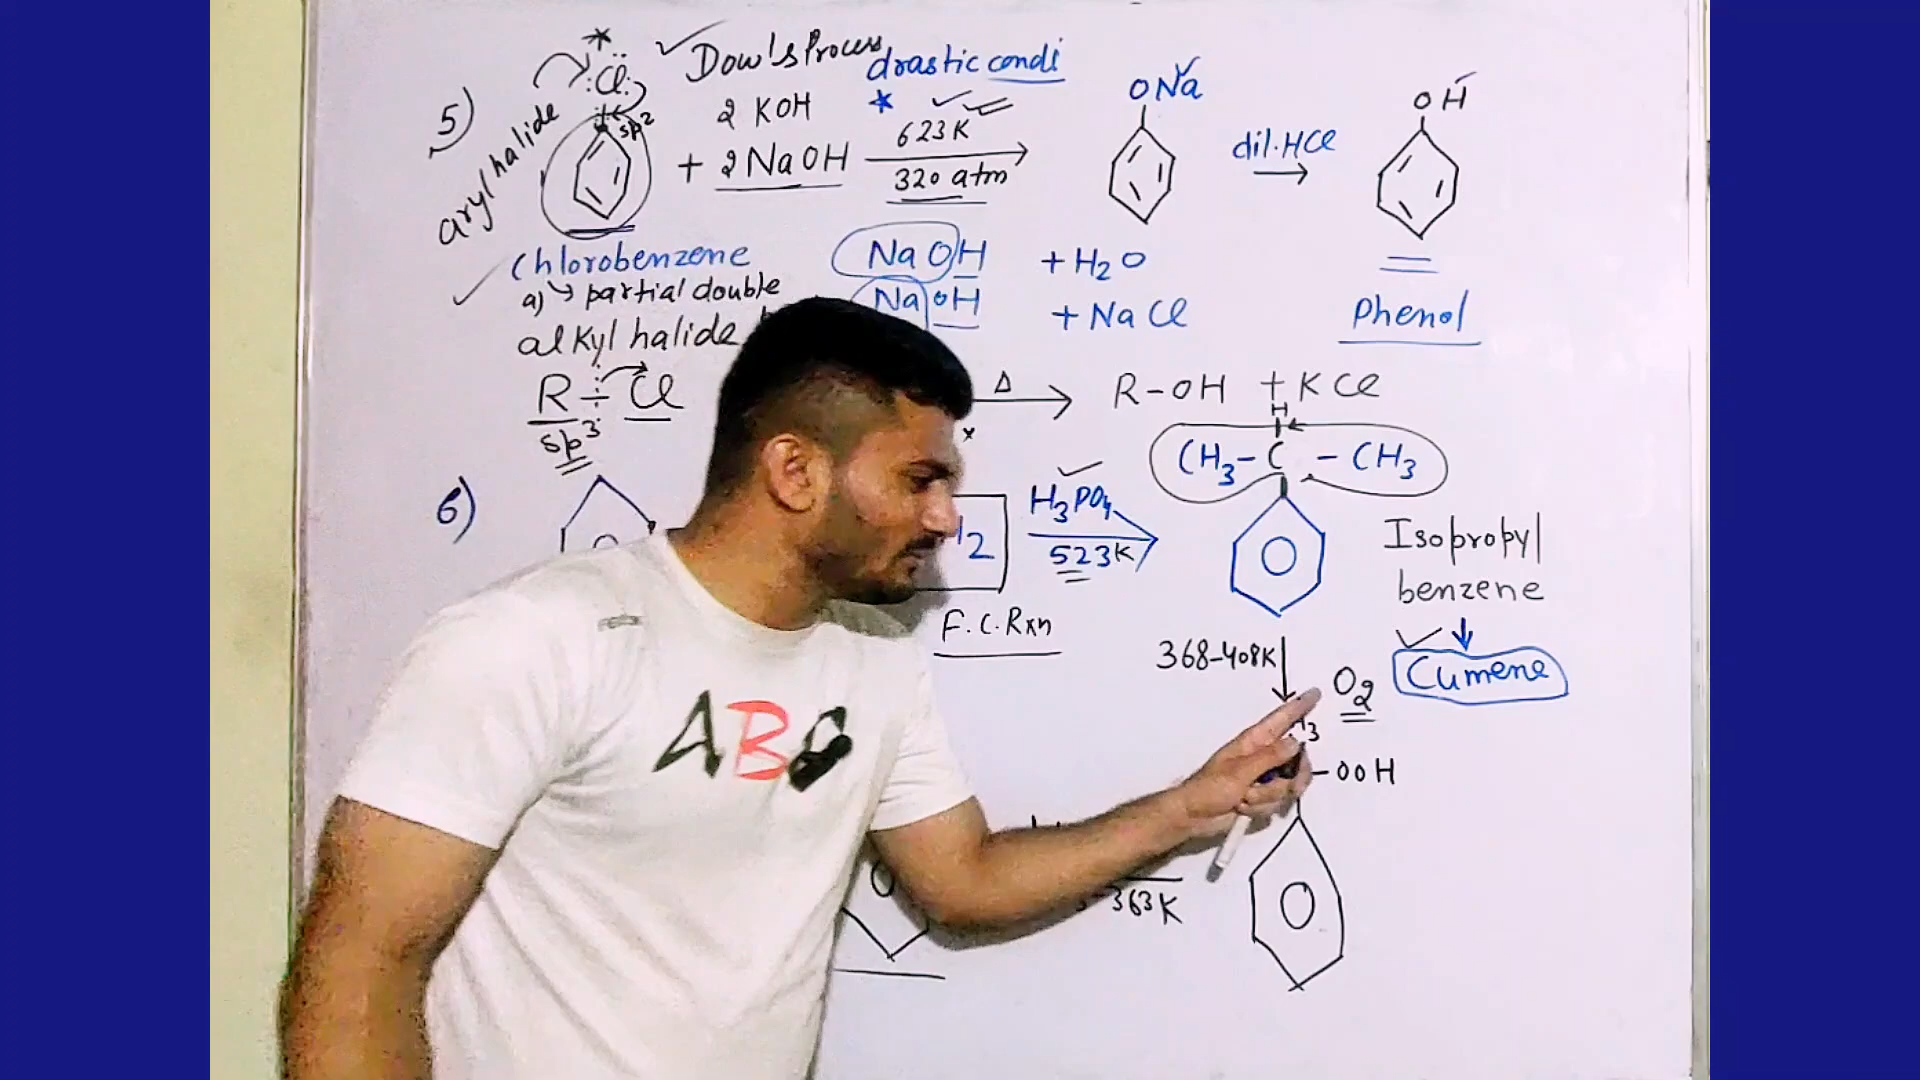 5)
aryl halide
*
:Cl:
sp2
✓ Dow's Process
drastic condi
2 KOH
+ 2 NaOH
* 623K
320 atm
ONa
dil·HCl
OH
Chlorobenzene
a) → partial double
NaOH
NaOH
+ H2O
+ NaCl
Phenol
alkyl halide
R ÷ Cl
sp3
Δ
R-OH + KCl
H
CH3 - C - CH3
6)
H3PO4
523K
F.C. Rxn
Isopropyl
benzene
Cumene
368-408K
O2
-OOH
363K
ABC